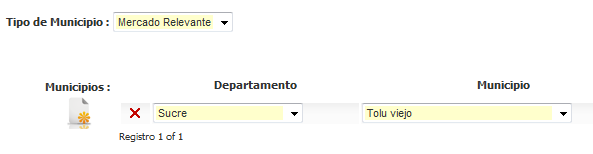 Tipo de Municipio : Mercado Relevante
Municipios : Departamento Municipio
Sucre Tolu viejo
Registro 1 of 1